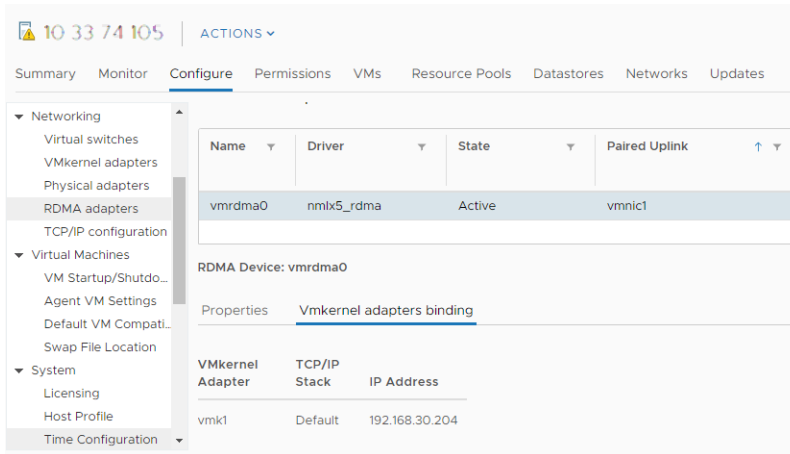 10 33 74 105 ACTIONS
Summary Monitor Configure Permissions VMs Resource Pools Datastores Networks Updates
Networking
Virtual switches
VMkernel adapters
Physical adapters
RDMA adapters
TCP/IP configuration
Virtual Machines
VM Startup/Shutdo...
Agent VM Settings
Default VM Compati...
Swap File Location
System
Licensing
Host Profile
Time Configuration
Name Driver State Paired Uplink
vmrdma0 nmlx5_rdma Active vmnic1
RDMA Device: vmrdma0
Properties Vmkernel adapters binding
VMkernel Adapter TCP/IP Stack IP Address
vmk1 Default 192.168.30.204